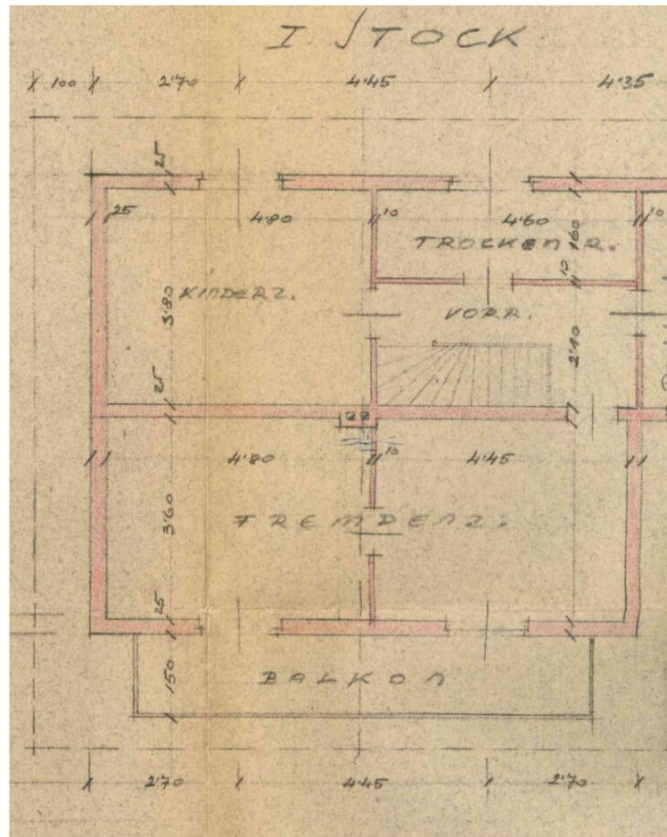 I. STOCK
100 2'70 4'45 4'35
25
25 4'80 10 4'60 10
TROCKENR. 160
10
KINDERZ. 3'80
VORR. 2'10
25
4'80 10 4'45
FREMDENZ.
3'60
25
BALKON
150
2'70 4'45 2'70